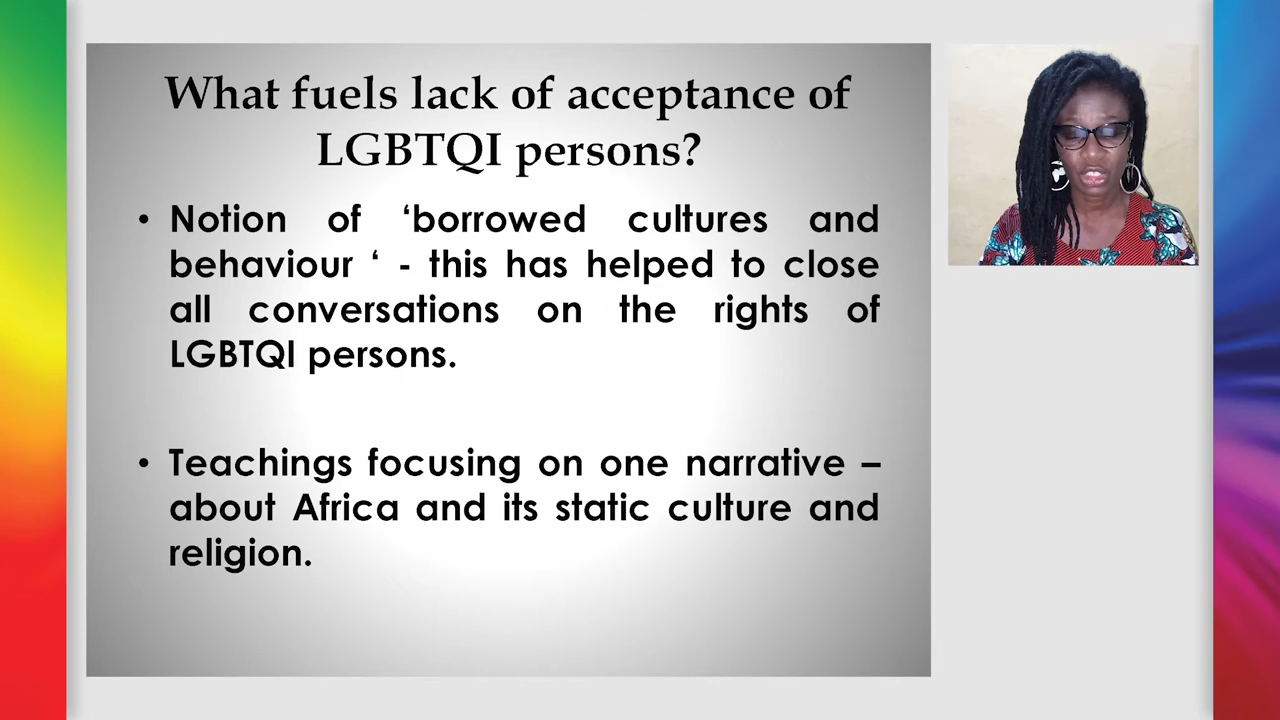 What fuels lack of acceptance of
LGBTQI persons?
• Notion of ‘borrowed cultures and
behaviour ‘ - this has helped to close
all conversations on the rights of
LGBTQI persons.
• Teachings focusing on one narrative –
about Africa and its static culture and
religion.